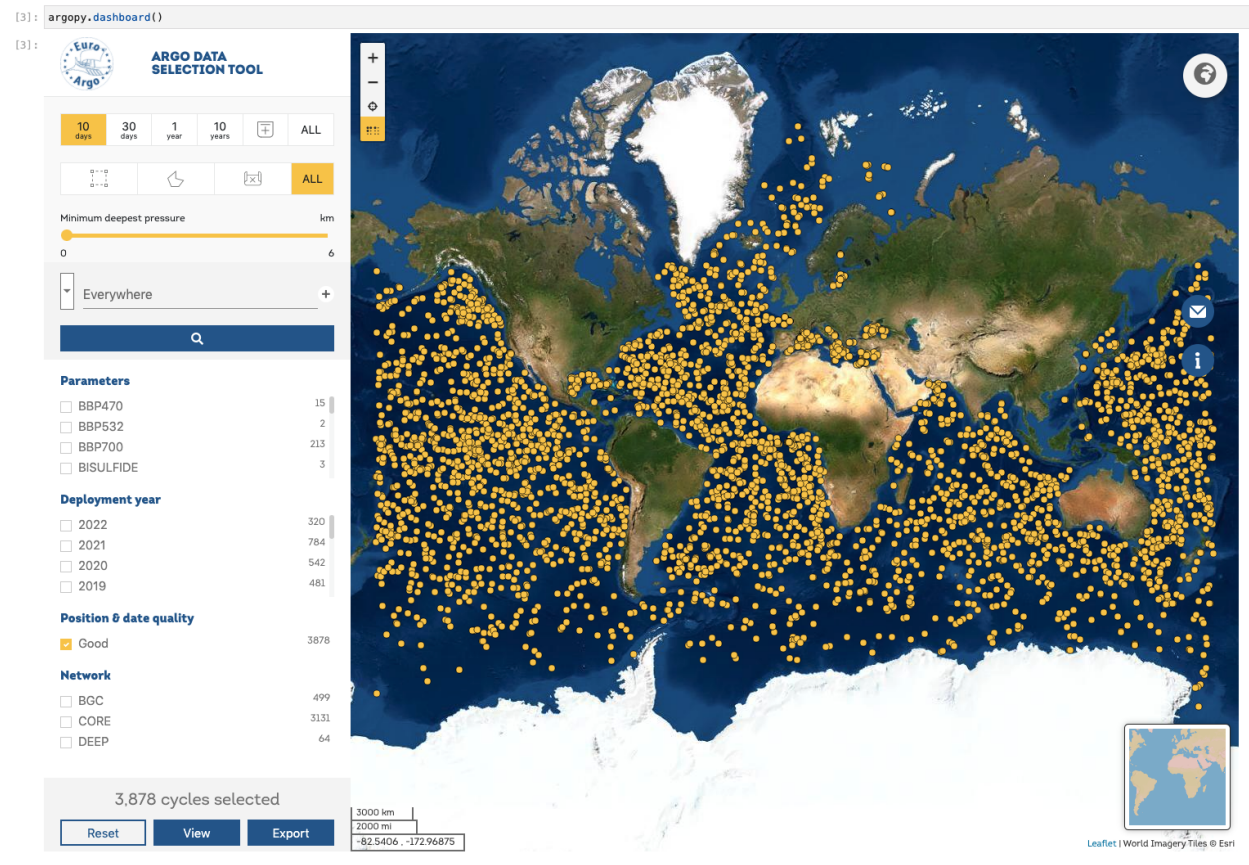 [3]: argopy.dashboard()
[3]:
Euro
Argo
ARGO DATA
SELECTION TOOL
10 days 30 days 1 year 10 years ALL
ALL
Minimum deepest pressure km
0 6
Everywhere +
Parameters
BBP470 15
BBP532 2
BBP700 213
BISULFIDE 3
Deployment year
2022 320
2021 784
2020 542
2019 481
Position & date quality
Good 3878
Network
BGC 499
CORE 3131
DEEP 64
3,878 cycles selected
Reset View Export
+
−
i
3000 km
2000 mi
-82.5406 , -172.96875
Leaflet | World Imagery Tiles © Esri